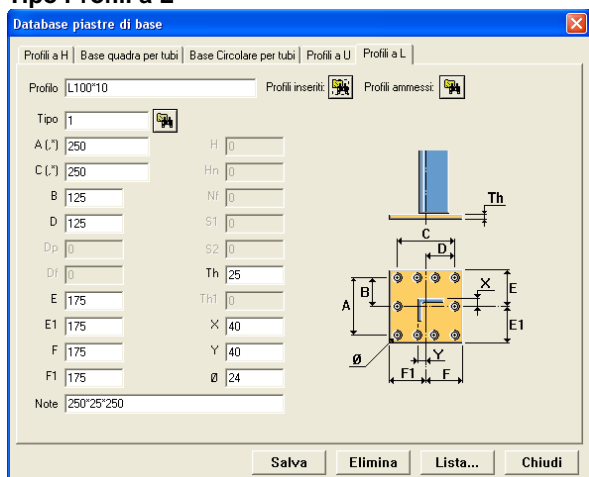 Tipo Profili a L
Database piastre di base
Profili a H Base quadra per tubi Base Circolare per tubi Profili a U Profili a L
Profilo L100*10 Profili inseriti: Profili ammessi:
Tipo 1
A (,") 250 H 0
C (,") 250 Hn 0
B 125 Nf 0
D 125 S1 0
Dp 0 S2 0
Df 0 Th 25
E 175 Th1 0
E1 175 X 40
F 175 Y 40
F1 175 Ø 24
Note 250*25*250
Th
C
D
B X E
A
E1
Y
Ø
F1 F
Salva Elimina Lista... Chiudi